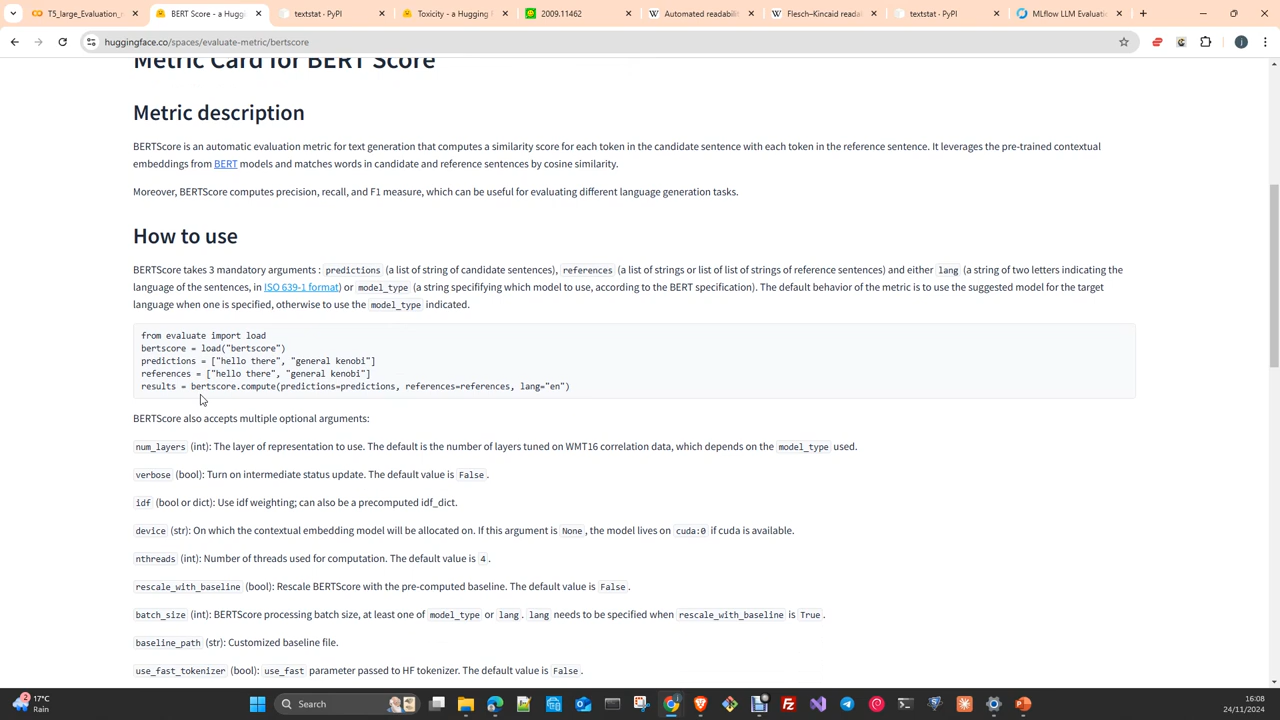 T5_large_Evaluation_
BERT Score - a Hugg
textstat · PyPI
Toxicity - a Hugging F
2009.11462
Automated readabili
Flesch–Kincaid reada
textstat · PyPI
MLflow LLM Evaluati
huggingface.co/spaces/evaluate-metric/bertscore
Metric Card for BERT Score
Metric description
BERTScore is an automatic evaluation metric for text generation that computes a similarity score for each token in the candidate sentence with each token in the reference sentence. It leverages the pre-trained contextual
embeddings from BERT models and matches words in candidate and reference sentences by cosine similarity.
Moreover, BERTScore computes precision, recall, and F1 measure, which can be useful for evaluating different language generation tasks.
How to use
BERTScore takes 3 mandatory arguments : predictions (a list of string of candidate sentences), references (a list of strings or list of list of strings of reference sentences) and either lang (a string of two letters indicating the
language of the sentences, in ISO 639-1 format) or model_type (a string specififying which model to use, according to the BERT specification). The default behavior of the metric is to use the suggested model for the target
language when one is specified, otherwise to use the model_type indicated.
from evaluate import load
bertscore = load("bertscore")
predictions = ["hello there", "general kenobi"]
references = ["hello there", "general kenobi"]
results = bertscore.compute(predictions=predictions, references=references, lang="en")
BERTScore also accepts multiple optional arguments:
num_layers (int): The layer of representation to use. The default is the number of layers tuned on WMT16 correlation data, which depends on the model_type used.
verbose (bool): Turn on intermediate status update. The default value is False.
idf (bool or dict): Use idf weighting; can also be a precomputed idf_dict.
device (str): On which the contextual embedding model will be allocated on. If this argument is None, the model lives on cuda:0 if cuda is available.
nthreads (int): Number of threads used for computation. The default value is 4.
rescale_with_baseline (bool): Rescale BERTScore with the pre-computed baseline. The default value is False.
batch_size (int): BERTScore processing batch size, at least one of model_type or lang. lang needs to be specified when rescale_with_baseline is True.
baseline_path (str): Customized baseline file.
use_fast_tokenizer (bool): use_fast parameter passed to HF tokenizer. The default value is False.
2
17°C
Rain
Search
16:08
24/11/2024